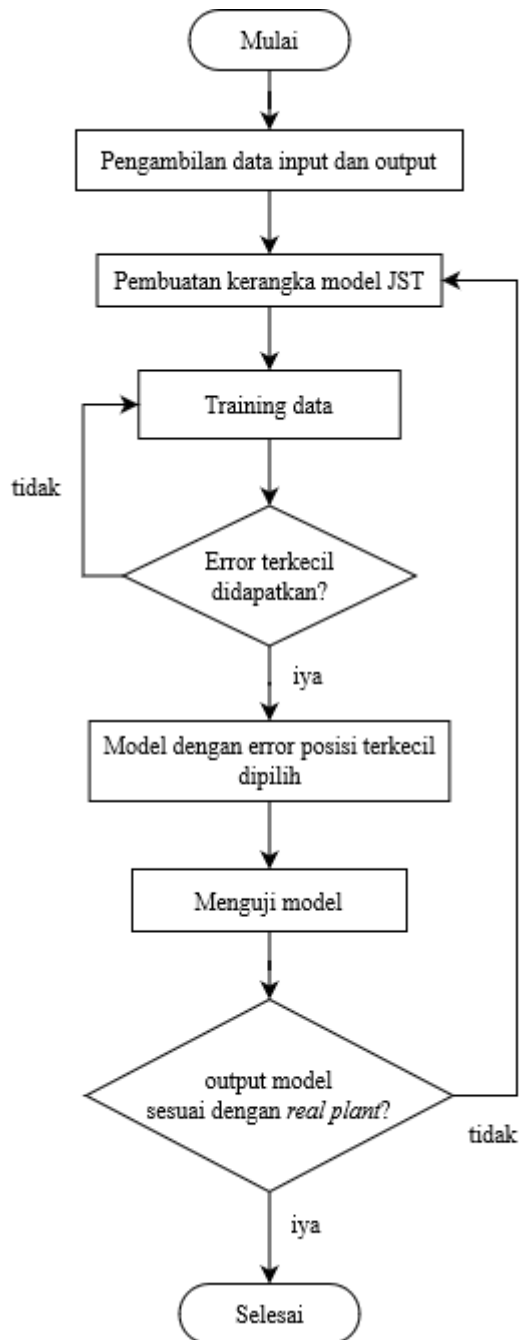 Mulai
Pengambilan data input dan output
Pembuatan kerangka model JST
Training data
tidak
Error terkecil
didapatkan?
iya
Model dengan error posisi terkecil
dipilih
Menguji model
output model
sesuai dengan real plant?
tidak
iya
Selesai